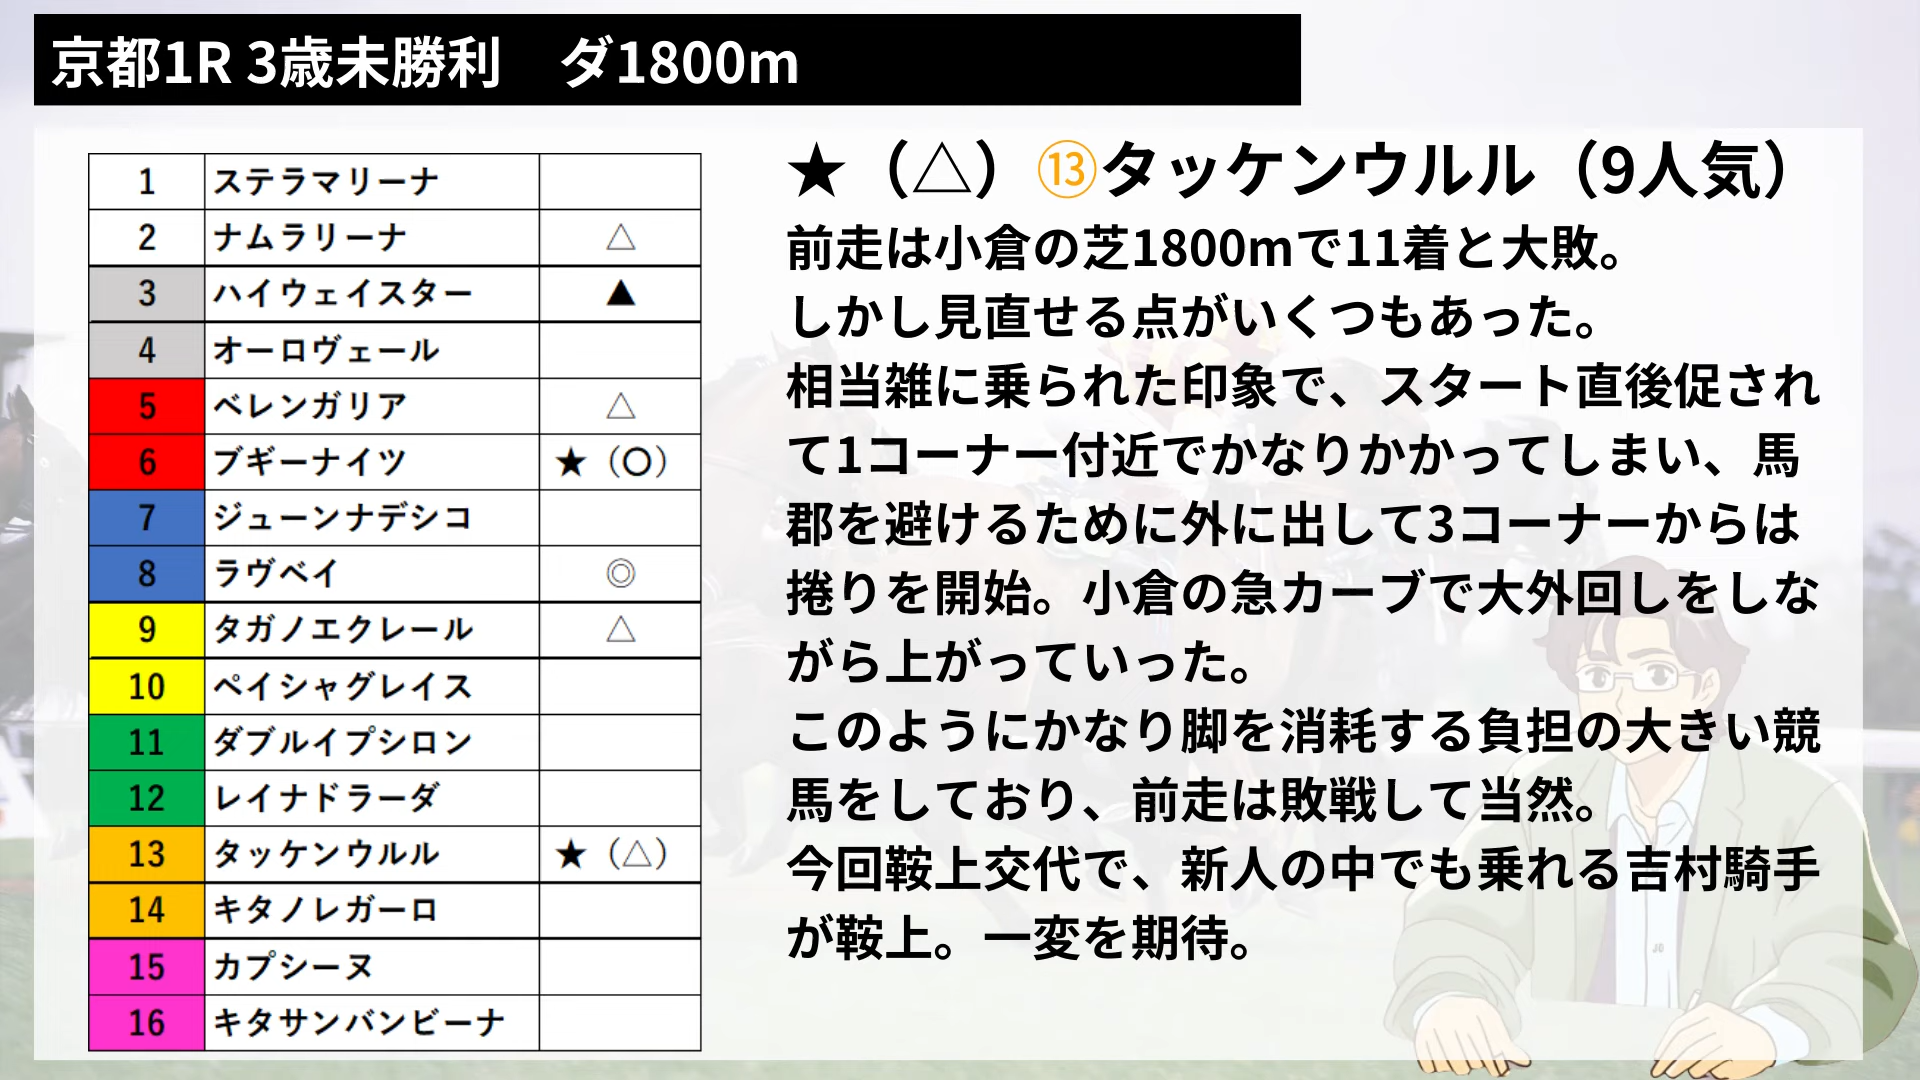 京都1R 3歳未勝利　ダ1800m
1 ステラマリーナ
2 ナムラリーナ △
3 ハイウェイスター ▲
4 オーロヴェール
5 ベレンガリア △
6 ブギーナイツ ★（〇）
7 ジューンナデシコ
8 ラヴベイ ◎
9 タガノエクレール △
10 ペイシャグレイス
11 ダブルイプシロン
12 レイナドラーダ
13 タッケンウルル ★（△）
14 キタノレガーロ
15 カプシーヌ
16 キタサンバンビーナ
★（△）⑬タッケンウルル（9人気）
前走は小倉の芝1800mで11着と大敗。
しかし見直せる点がいくつもあった。
相当雑に乗られた印象で、スタート直後促され
て1コーナー付近でかなりかかってしまい、馬
郡を避けるために外に出して3コーナーからは
捲りを開始。小倉の急カーブで大外回しをしな
がら上がっていった。
このようにかなり脚を消耗する負担の大きい競
馬をしており、前走は敗戦して当然。
今回鞍上交代で、新人の中でも乗れる吉村騎手
が鞍上。一変を期待。